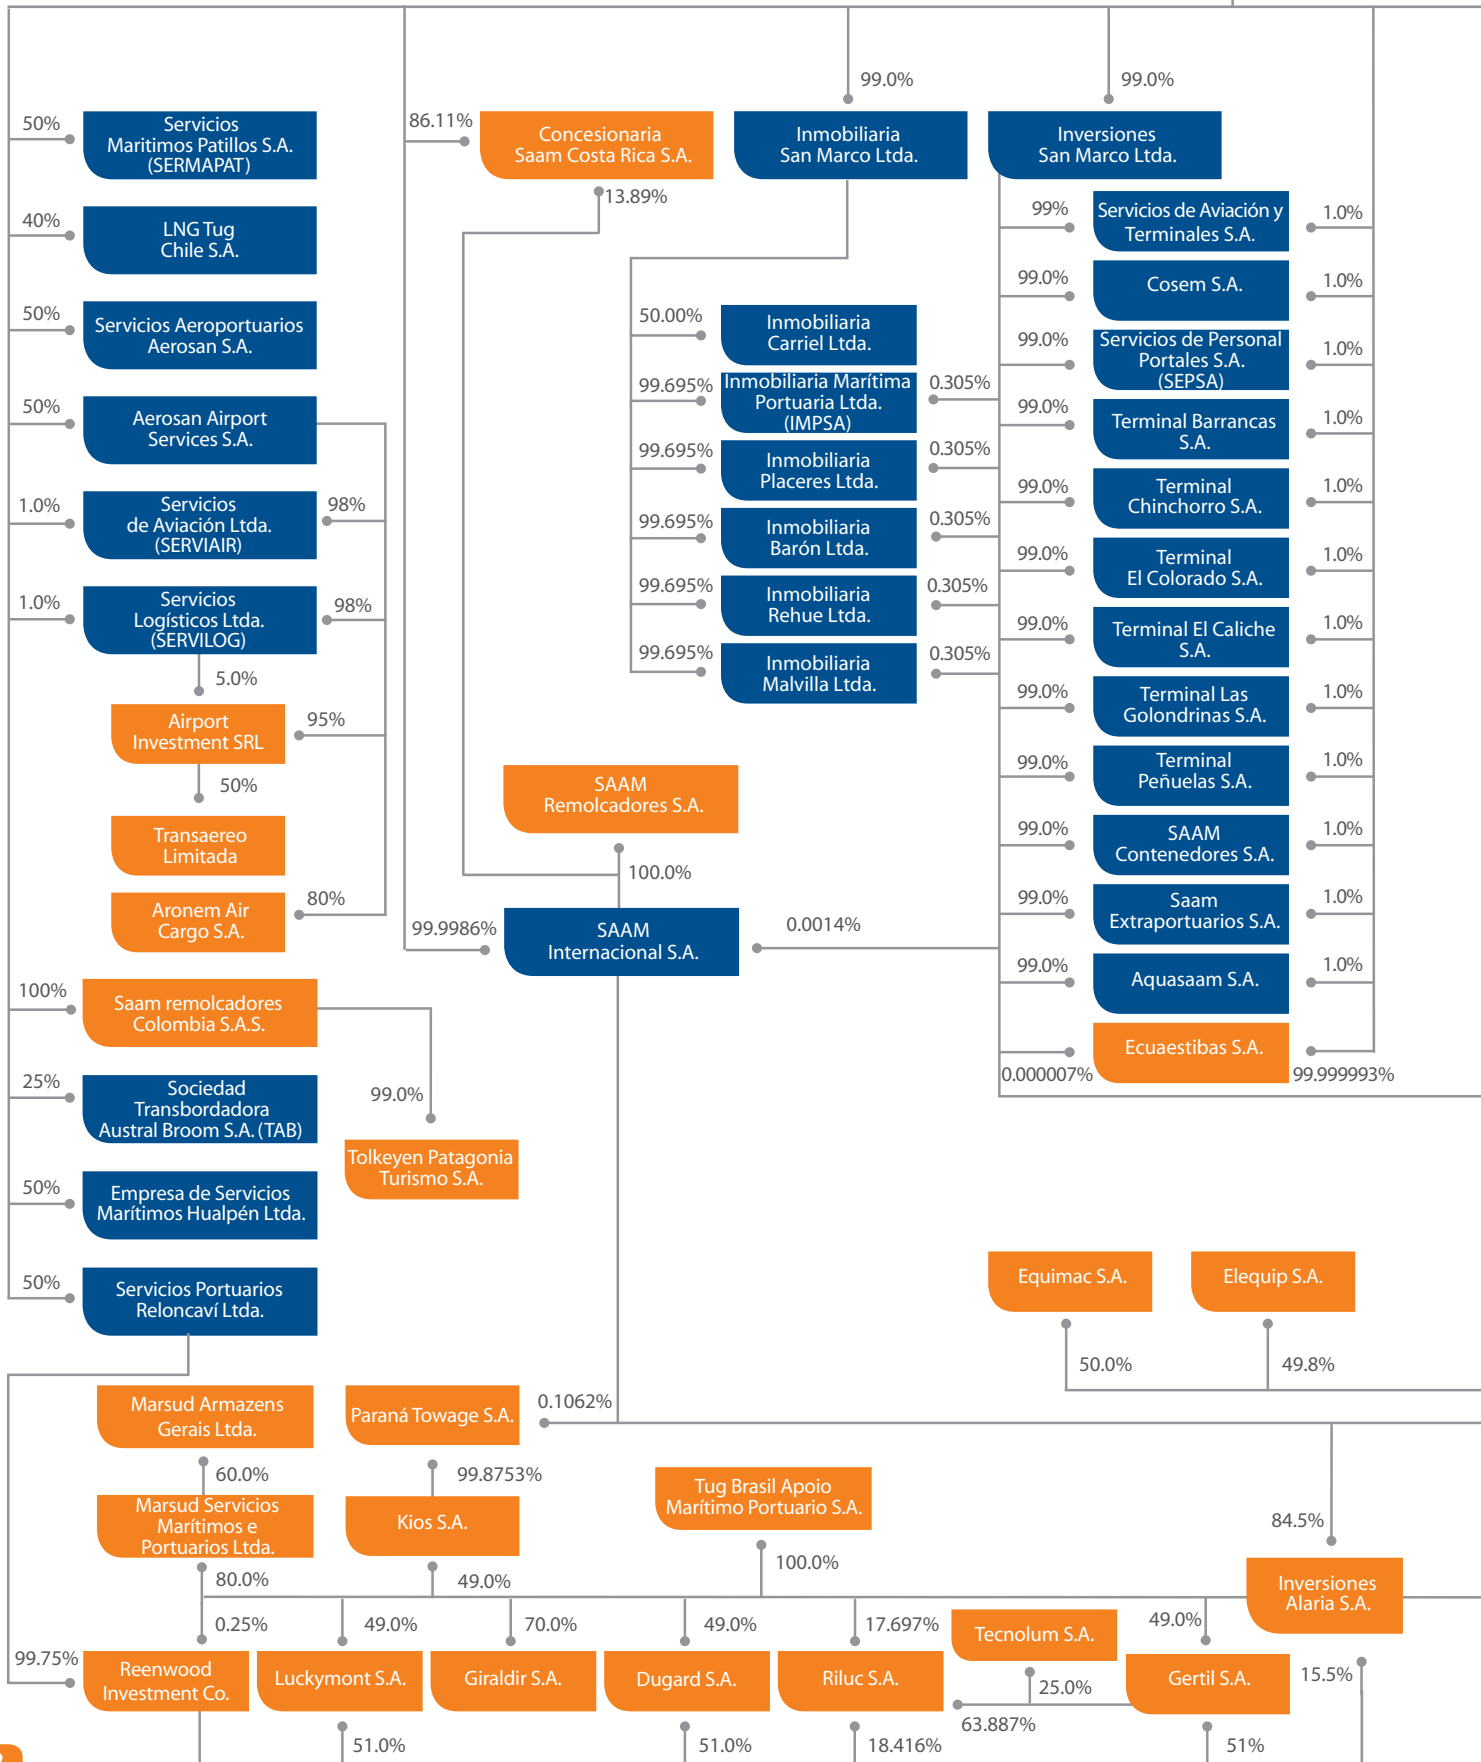 99.0%
99.0%
50%
Servicios
Maritimos Patillos S.A.
(SERMAPAT)
86.11%
Concesionaria
Saam Costa Rica S.A.
Inmobiliaria
San Marco Ltda.
Inversiones
San Marco Ltda.
13.89%
40%
LNG Tug
Chile S.A.
99%
Servicios de Aviación y
Terminales S.A.
1.0%
99.0%
Cosem S.A.
1.0%
50%
Servicios Aeroportuarios
Aerosan S.A.
50.00%
Inmobiliaria
Carriel Ltda.
99.0%
Servicios de Personal
Portales S.A.
(SEPSA)
1.0%
50%
Aerosan Airport
Services S.A.
99.695%
Inmobiliaria Marítima
Portuaria Ltda.
(IMPSA)
0.305%
99.0%
Terminal Barrancas
S.A.
1.0%
99.695%
Inmobiliaria
Placeres Ltda.
0.305%
99.0%
Terminal
Chinchorro S.A.
1.0%
1.0%
Servicios
de Aviación Ltda.
(SERVIAIR)
98%
99.695%
Inmobiliaria
Barón Ltda.
0.305%
99.0%
Terminal
El Colorado S.A.
1.0%
1.0%
Servicios
Logísticos Ltda.
(SERVILOG)
98%
99.695%
Inmobiliaria
Rehue Ltda.
0.305%
99.0%
Terminal El Caliche
S.A.
1.0%
99.695%
Inmobiliaria
Malvilla Ltda.
0.305%
5.0%
99.0%
Terminal Las
Golondrinas S.A.
1.0%
Airport
Investment SRL
95%
99.0%
Terminal
Peñuelas S.A.
1.0%
50%
SAAM
Remolcadores S.A.
Transaereo
Limitada
99.0%
SAAM
Contenedores S.A.
1.0%
100.0%
Aronem Air
Cargo S.A.
80%
99.0%
Saam
Extraportuarios S.A.
1.0%
99.9986%
SAAM
Internacional S.A.
0.0014%
99.0%
Aquasaam S.A.
1.0%
100%
Saam remolcadores
Colombia S.A.S.
Ecuaestibas S.A.
0.000007%
99.999993%
25%
Sociedad
Transbordadora
Austral Broom S.A. (TAB)
99.0%
Tolkeyen Patagonia
Turismo S.A.
50%
Empresa de Servicios
Marítimos Hualpén Ltda.
50%
Servicios Portuarios
Reloncaví Ltda.
Equimac S.A.
Elequip S.A.
50.0%
49.8%
Marsud Armazens
Gerais Ltda.
Paraná Towage S.A.
0.1062%
60.0%
99.8753%
Tug Brasil Apoio
Marítimo Portuario S.A.
Marsud Servicios
Marítimos e
Portuarios Ltda.
Kios S.A.
84.5%
80.0%
49.0%
100.0%
Inversiones
Alaria S.A.
0.25%
49.0%
70.0%
49.0%
17.697%
Tecnolum S.A.
49.0%
99.75%
Reenwood
Investment Co.
Luckymont S.A.
Giraldir S.A.
Dugard S.A.
Riluc S.A.
25.0%
Gertil S.A.
15.5%
63.887%
51.0%
51.0%
18.416%
51%